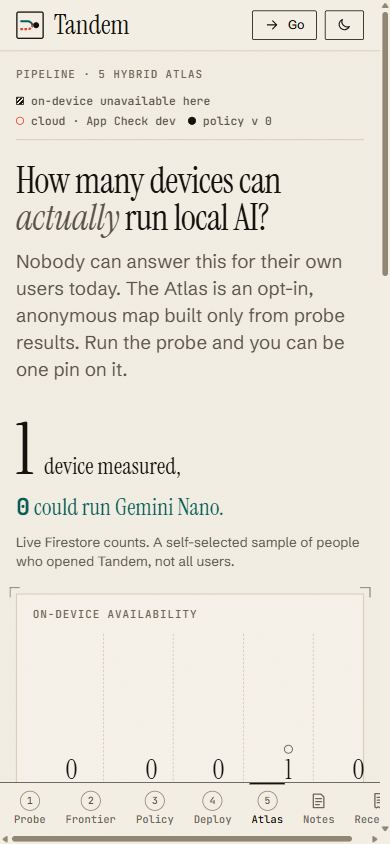 Tandem
Go
PIPELINE · 5 HYBRID ATLAS
on-device unavailable here
cloud · App Check dev
policy v 0
How many devices can
actually run local AI?
Nobody can answer this for their own
users today. The Atlas is an opt-in,
anonymous map built only from probe
results. Run the probe and you can be
one pin on it.
1 device measured,
0 could run Gemini Nano.
Live Firestore counts. A self-selected sample of people
who opened Tandem, not all users.
ON-DEVICE AVAILABILITY
0 0 0 1 0
1 2 3 4 5
Probe Frontier Policy Deploy Atlas Notes Rece